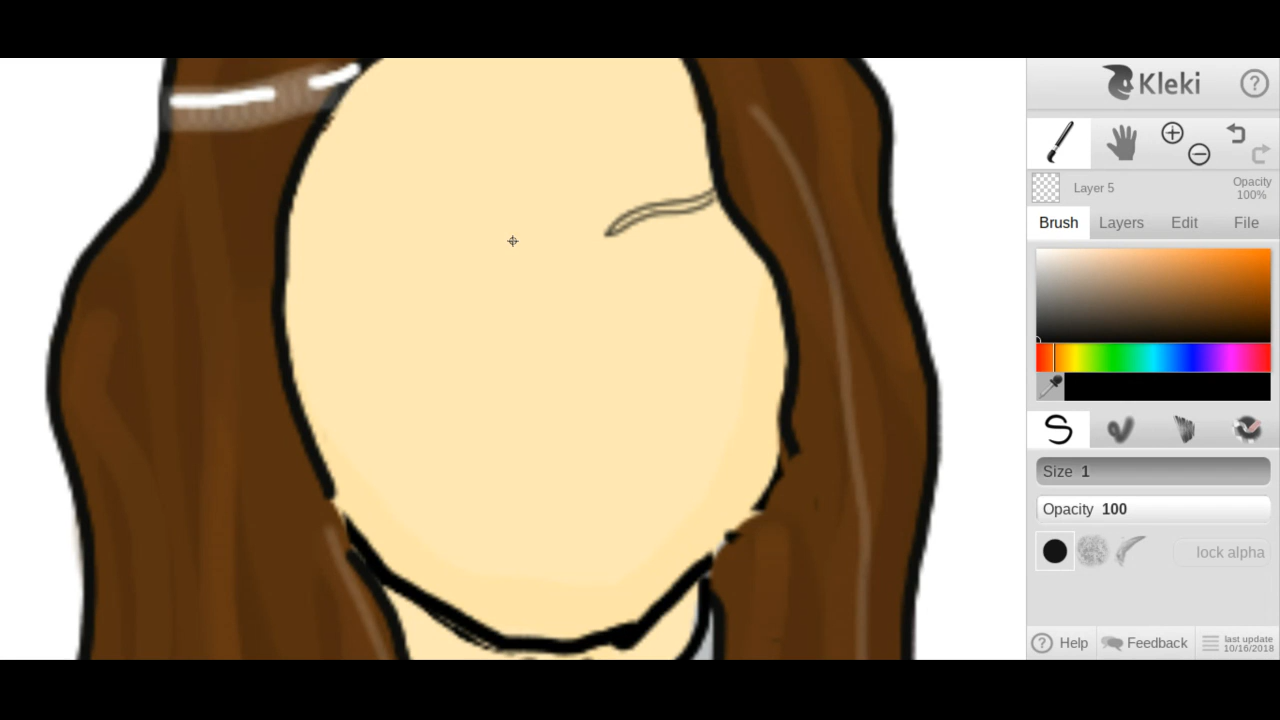 Kleki
?
Layer 5
Opacity
100%
Brush Layers Edit File
Size 1
Opacity 100
lock alpha
? Help
Feedback
last update
10/16/2018